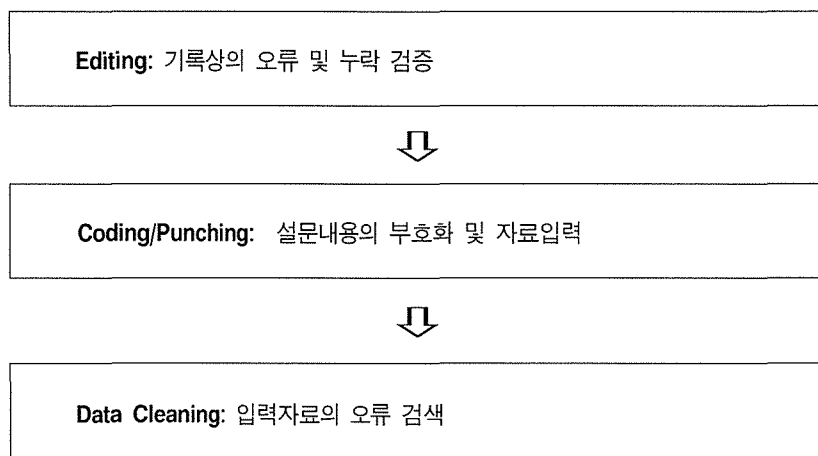 Editing: 기록상의 오류 및 누락 검증
Coding/Punching: 설문내용의 부호화 및 자료입력
Data Cleaning: 입력자료의 오류 검색